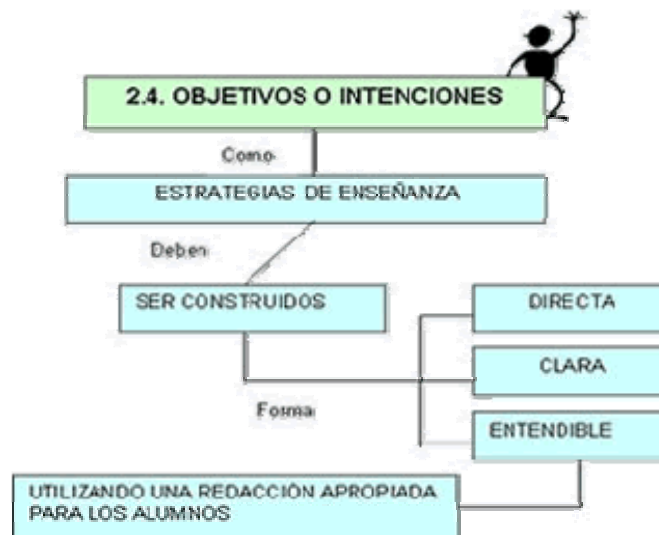 2.4. OBJETIVOS O INTENCIONES
Como
ESTRATEGIAS DE ENSEÑANZA
Deben
SER CONSTRUIDOS
DIRECTA
CLARA
Forma
ENTENDIBLE
UTILIZANDO UNA REDACCIÓN APROPIADA
PARA LOS ALUMNOS